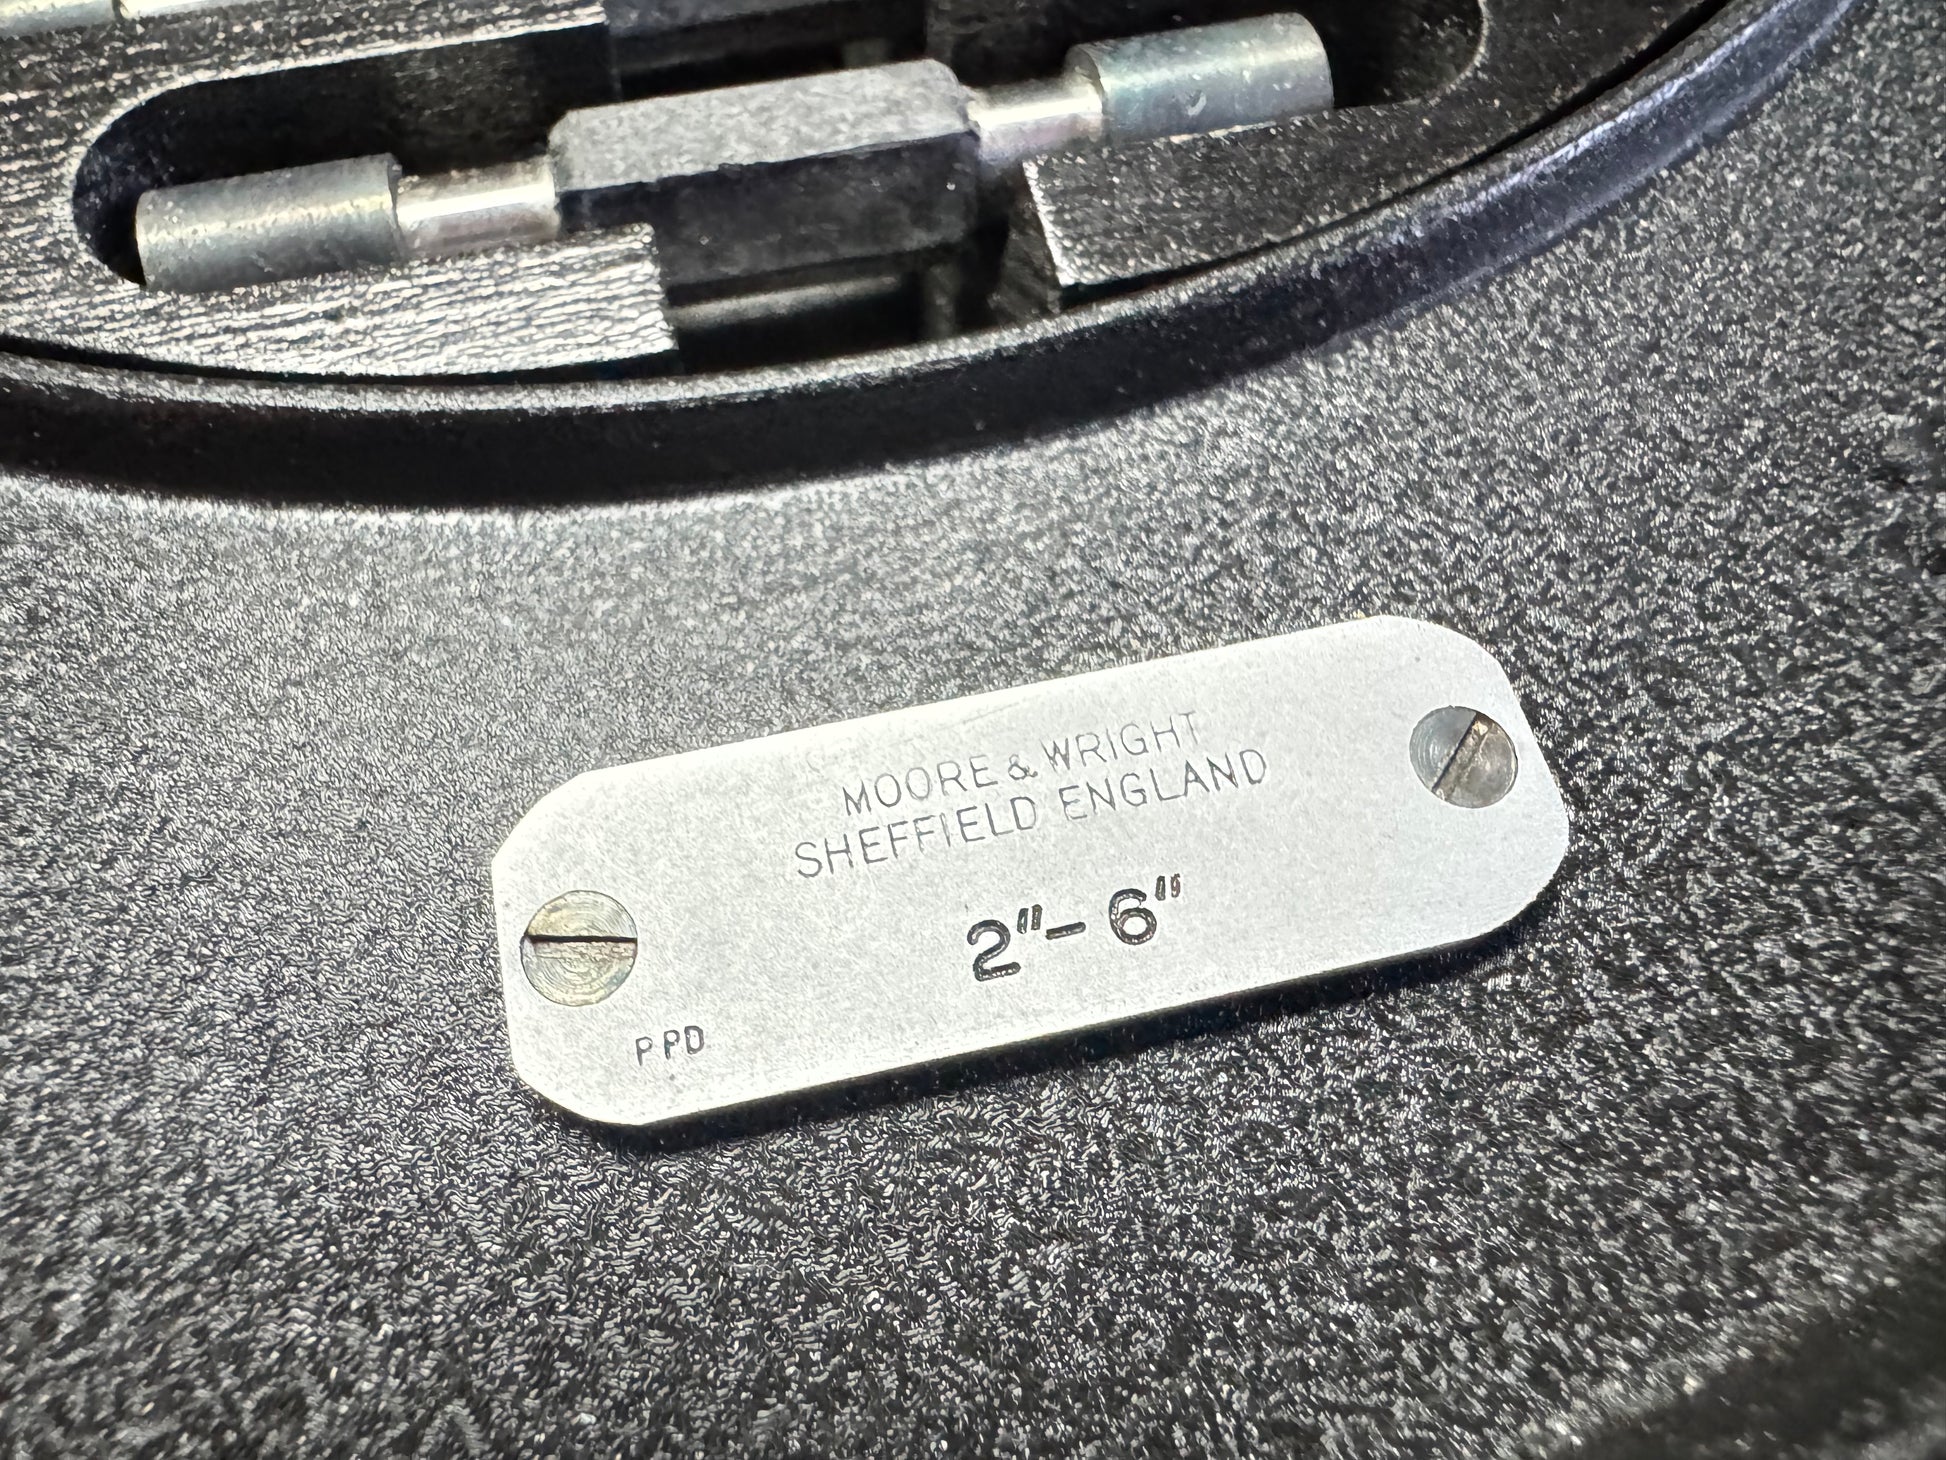 MOORE & WRIGHT
SHEFFIELD ENGLAND
2"- 6"
PPD